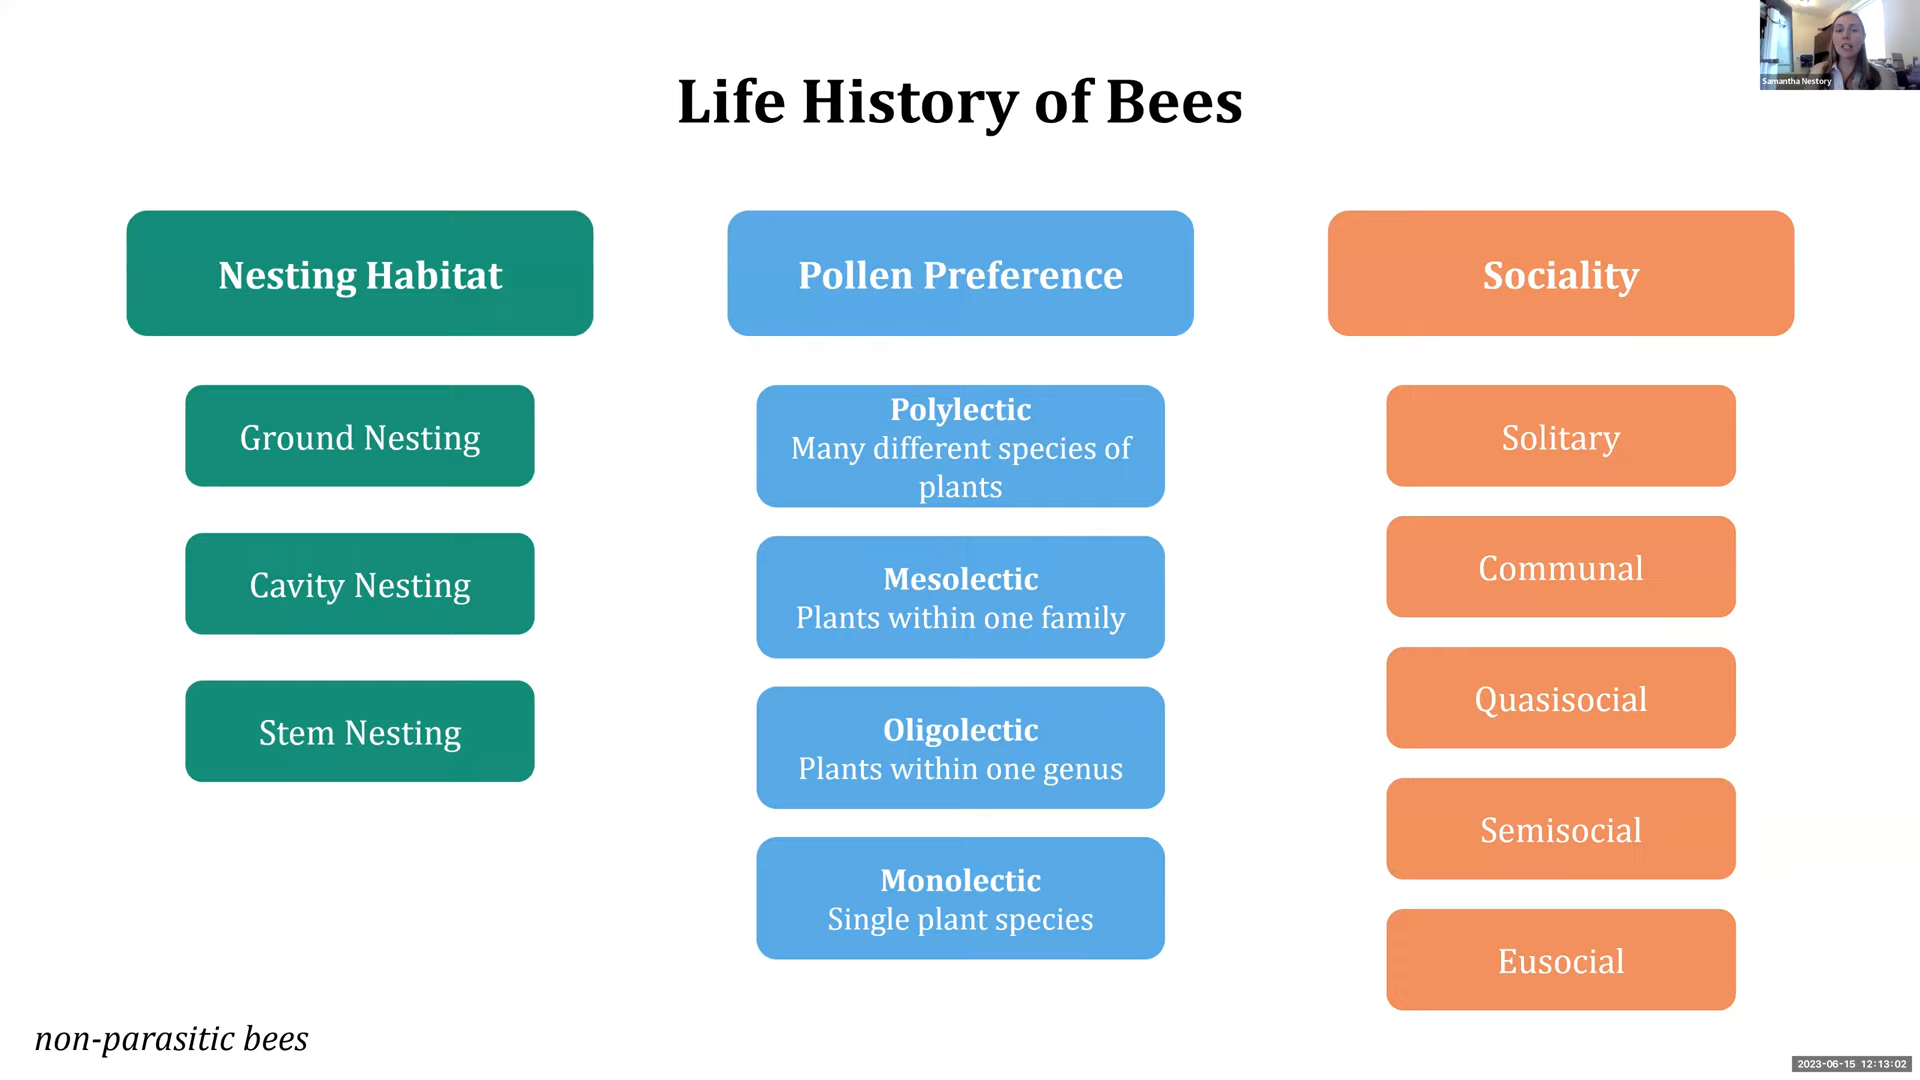 Samantha Nestory
Life History of Bees
Nesting Habitat
Ground Nesting
Cavity Nesting
Stem Nesting
Pollen Preference
Polylectic
Many different species of
plants
Mesolectic
Plants within one family
Oligolectic
Plants within one genus
Monolectic
Single plant species
Sociality
Solitary
Communal
Quasisocial
Semisocial
Eusocial
non-parasitic bees
2023-06-15 12:13:02